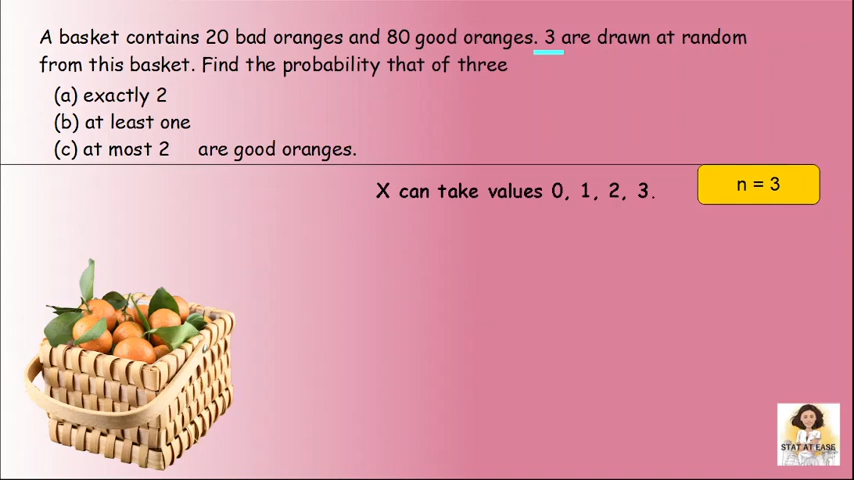 A basket contains 20 bad oranges and 80 good oranges. 3 are drawn at random
from this basket. Find the probability that of three
(a) exactly 2
(b) at least one
(c) at most 2 are good oranges.
X can take values 0, 1, 2, 3.
n = 3
STAT AT EASE